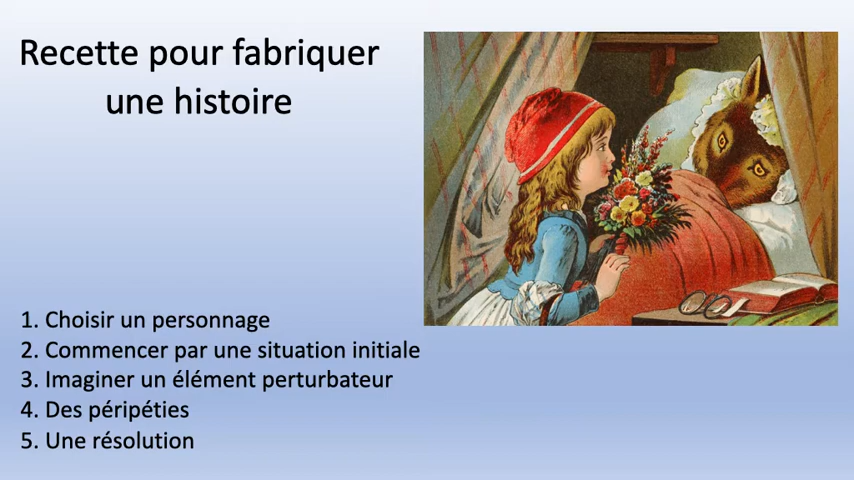 Recette pour fabriquer
une histoire
1. Choisir un personnage
2. Commencer par une situation initiale
3. Imaginer un élément perturbateur
4. Des péripéties
5. Une résolution